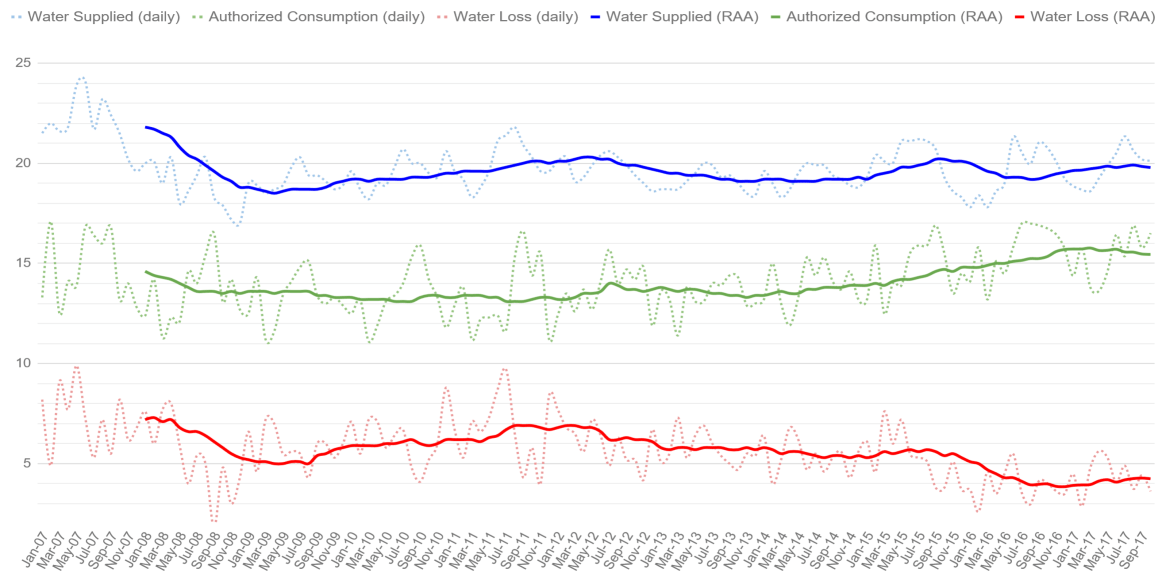 Water Supplied (daily) Authorized Consumption (daily) Water Loss (daily) Water Supplied (RAA) Authorized Consumption (RAA) Water Loss (RAA)
25
20
15
10
5
Jan-07 Mar-07 May-07 Jul-07 Sep-07 Nov-07 Jan-08 Mar-08 May-08 Jul-08 Sep-08 Nov-08 Jan-09 Mar-09 May-09 Jul-09 Sep-09 Nov-09 Jan-10 Mar-10 May-10 Jul-10 Sep-10 Nov-10 Jan-11 Mar-11 May-11 Jul-11 Sep-11 Nov-11 Jan-12 Mar-12 May-12 Jul-12 Sep-12 Nov-12 Jan-13 Mar-13 May-13 Jul-13 Sep-13 Nov-13 Jan-14 Mar-14 May-14 Jul-14 Sep-14 Nov-14 Jan-15 Mar-15 May-15 Jul-15 Sep-15 Nov-15 Jan-16 Mar-16 May-16 Jul-16 Sep-16 Nov-16 Jan-17 Mar-17 May-17 Jul-17 Sep-17